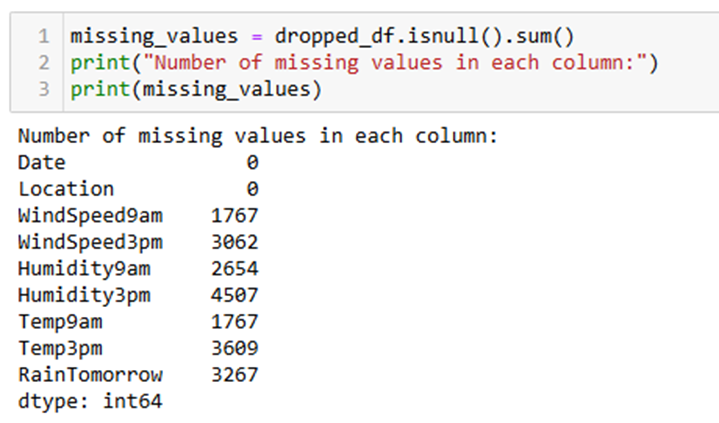 1 missing_values = dropped_df.isnull().sum()
2 print("Number of missing values in each column:")
3 print(missing_values)
Number of missing values in each column:
Date 0
Location 0
WindSpeed9am 1767
WindSpeed3pm 3062
Humidity9am 2654
Humidity3pm 4507
Temp9am 1767
Temp3pm 3609
RainTomorrow 3267
dtype: int64